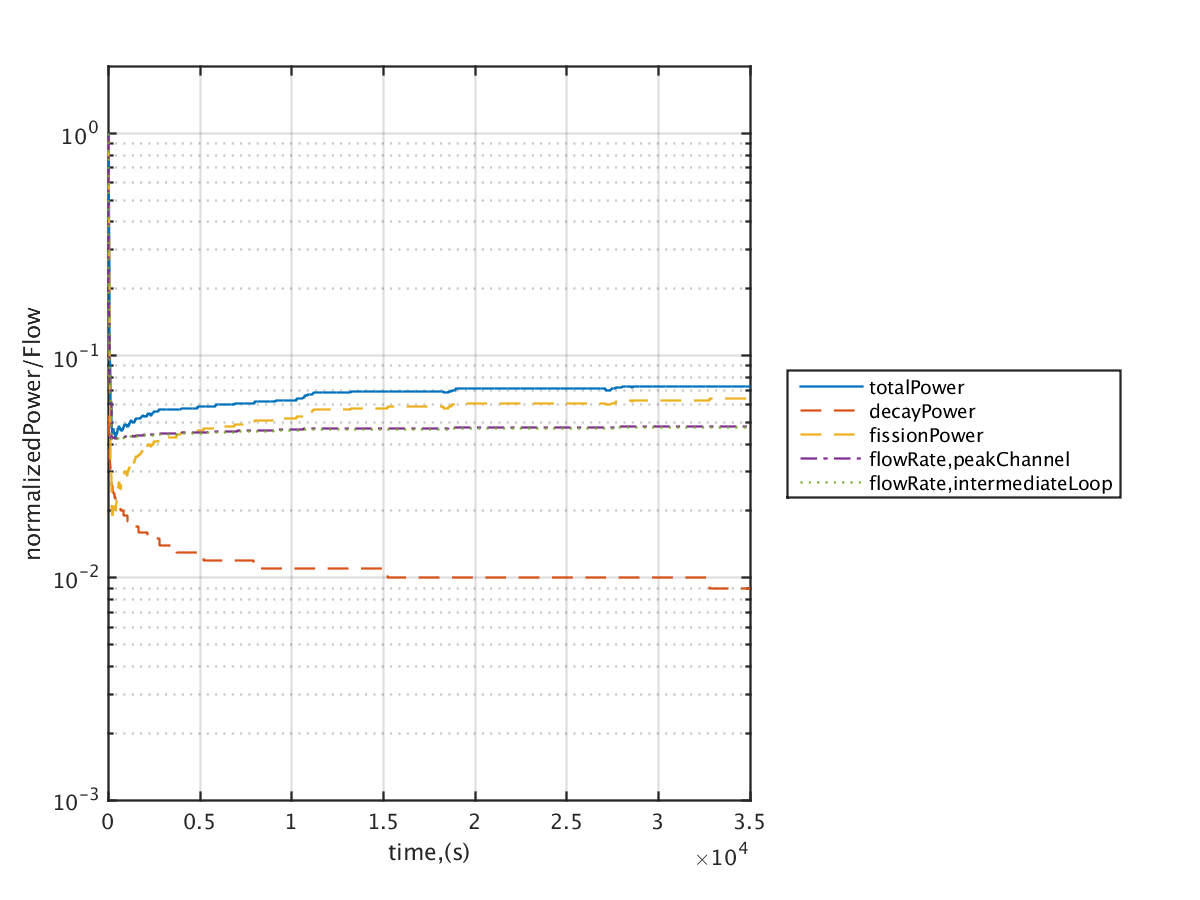 10^0
10^-1
10^-2
10^-3
normalizedPower/Flow
0 0.5 1 1.5 2 2.5 3 3.5
time,(s)
×10^4
totalPower
decayPower
fissionPower
flowRate,peakChannel
flowRate,intermediateLoop